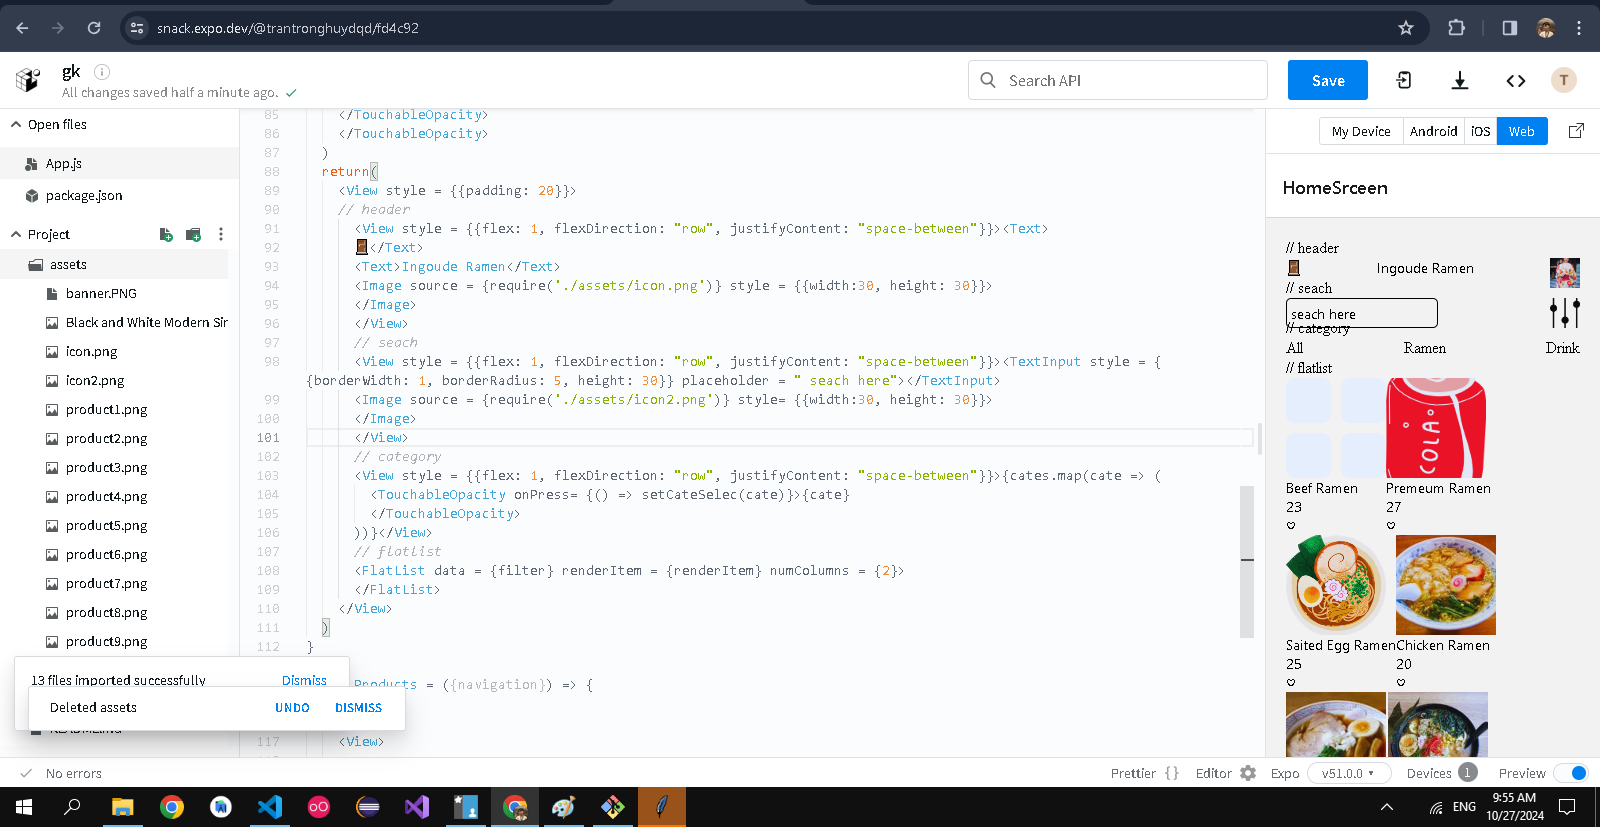 snack.expo.dev/@trantronghuydqd/fd4c92
gk
All changes saved half a minute ago.
Search API
Save
T
Open files
App.js
package.json
Project
assets
banner.PNG
Black and White Modern Sir
icon.png
icon2.png
product1.png
product2.png
product3.png
product4.png
product5.png
product6.png
product7.png
product8.png
product9.png
13 files imported successfully Dismiss
Deleted assets UNDO DISMISS
85 </TouchableOpacity>
86 </TouchableOpacity>
87 )
88 return(
89 <View style = {{padding: 20}}>
90 // header
91 <View style = {{flex: 1, flexDirection: "row", justifyContent: "space-between"}}><Text>
92 🚪</Text>
93 <Text>Ingoude Ramen</Text>
94 <Image source = {require('./assets/icon.png')} style = {{width:30, height: 30}}>
95 </Image>
96 </View>
97 // seach
98 <View style = {{flex: 1, flexDirection: "row", justifyContent: "space-between"}}><TextInput style = {
{borderWidth: 1, borderRadius: 5, height: 30}} placeholder = " seach here"></TextInput>
99 <Image source = {require('./assets/icon2.png')} style= {{width:30, height: 30}}>
100 </Image>
101 </View>
102 // category
103 <View style = {{flex: 1, flexDirection: "row", justifyContent: "space-between"}}>{cates.map(cate => (
104 <TouchableOpacity onPress= {() => setCateSelec(cate)}>{cate}
105 </TouchableOpacity>
106 ))}</View>
107 // flatlist
108 <FlatList data = {filter} renderItem = {renderItem} numColumns = {2}>
109 </FlatList>
110 </View>
111 )
112 }
Products = ({navigation}) => {
117 <View>
My Device Android iOS Web
HomeSrceen
// header
🚪 Ingoude Ramen
// seach
seach here
// category
All Ramen Drink
// flatlist
COLA
Beef Ramen Premeum Ramen
23 27
Saited Egg Ramen Chicken Ramen
25 20
No errors
Prettier {} Editor Expo v51.0.0 Devices 1 Preview
ENG
9:55 AM
10/27/2024